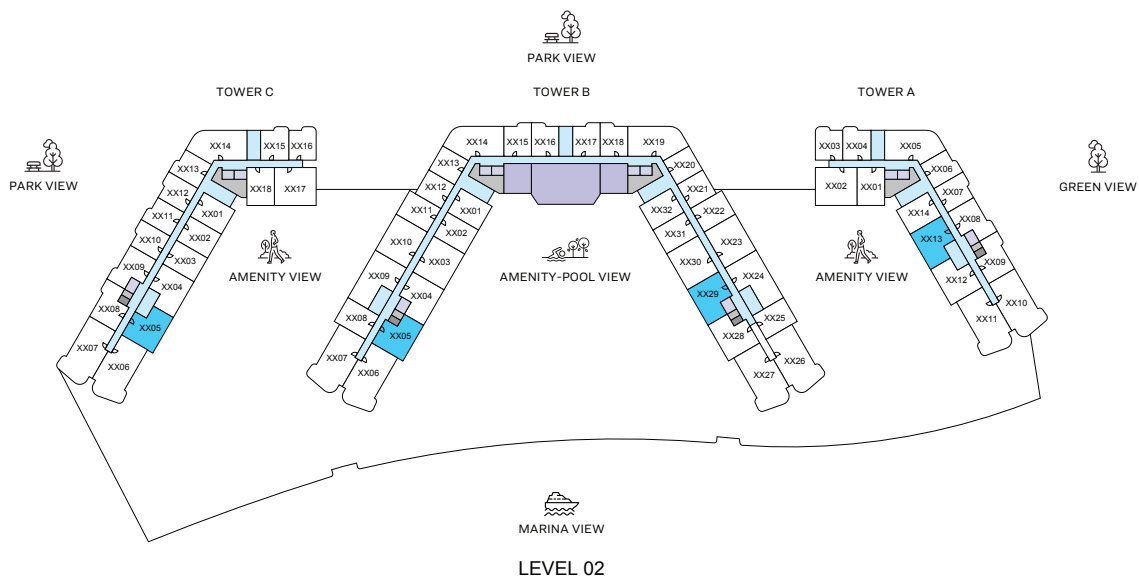 PARK VIEW
TOWER C
TOWER B
TOWER A
PARK VIEW
GREEN VIEW
XX14
XX15
XX16
XX13
XX12
XX11
XX10
XX09
XX08
XX07
XX06
XX05
XX04
XX03
XX02
XX01
XX18
XX17
AMENITY VIEW
XX14
XX15
XX16
XX17
XX18
XX19
XX13
XX12
XX11
XX10
XX09
XX08
XX07
XX06
XX05
XX04
XX03
XX02
XX01
AMENITY-POOL VIEW
XX20
XX21
XX22
XX23
XX24
XX25
XX26
XX27
XX28
XX29
XX30
XX31
XX32
AMENITY VIEW
XX03
XX04
XX05
XX02
XX01
XX06
XX07
XX08
XX09
XX10
XX11
XX12
XX13
XX14
MARINA VIEW
LEVEL 02